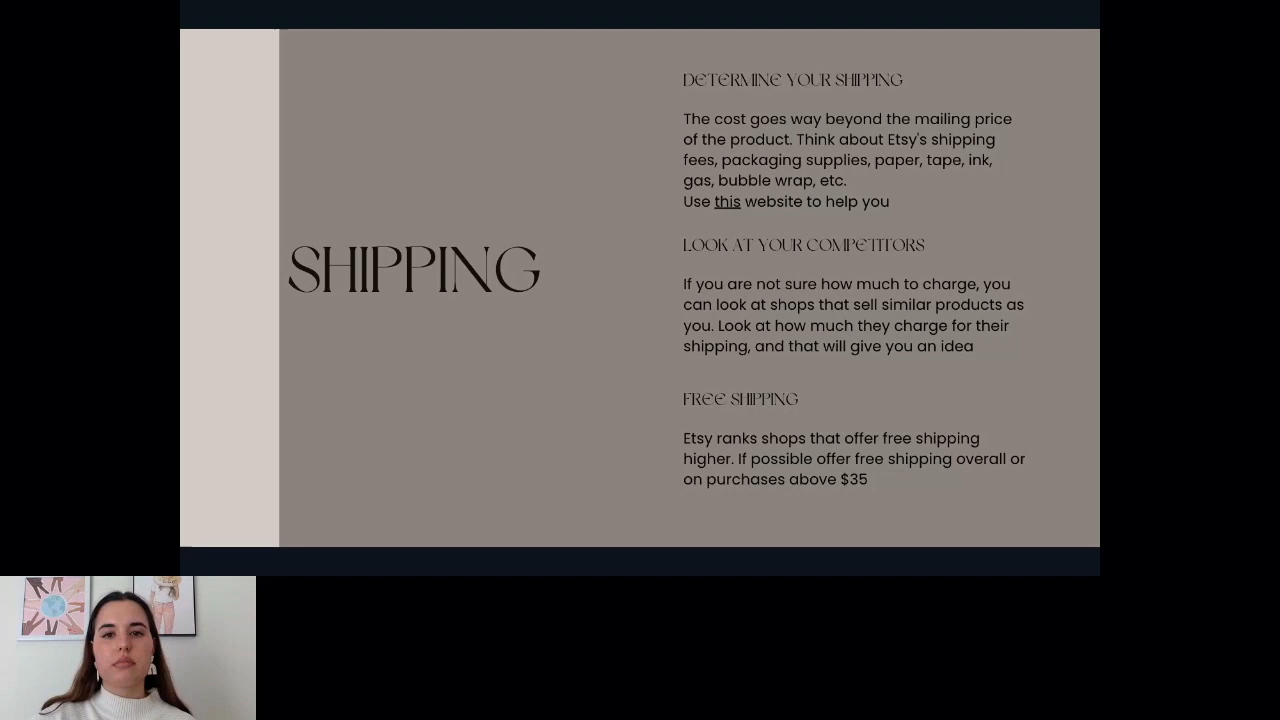 SHIPPING
DETERMINE YOUR SHIPPING
The cost goes way beyond the mailing price
of the product. Think about Etsy's shipping
fees, packaging supplies, paper, tape, ink,
gas, bubble wrap, etc.
Use this website to help you
LOOK AT YOUR COMPETITORS
If you are not sure how much to charge, you
can look at shops that sell similar products as
you. Look at how much they charge for their
shipping, and that will give you an idea
FREE SHIPPING
Etsy ranks shops that offer free shipping
higher. If possible offer free shipping overall or
on purchases above $35